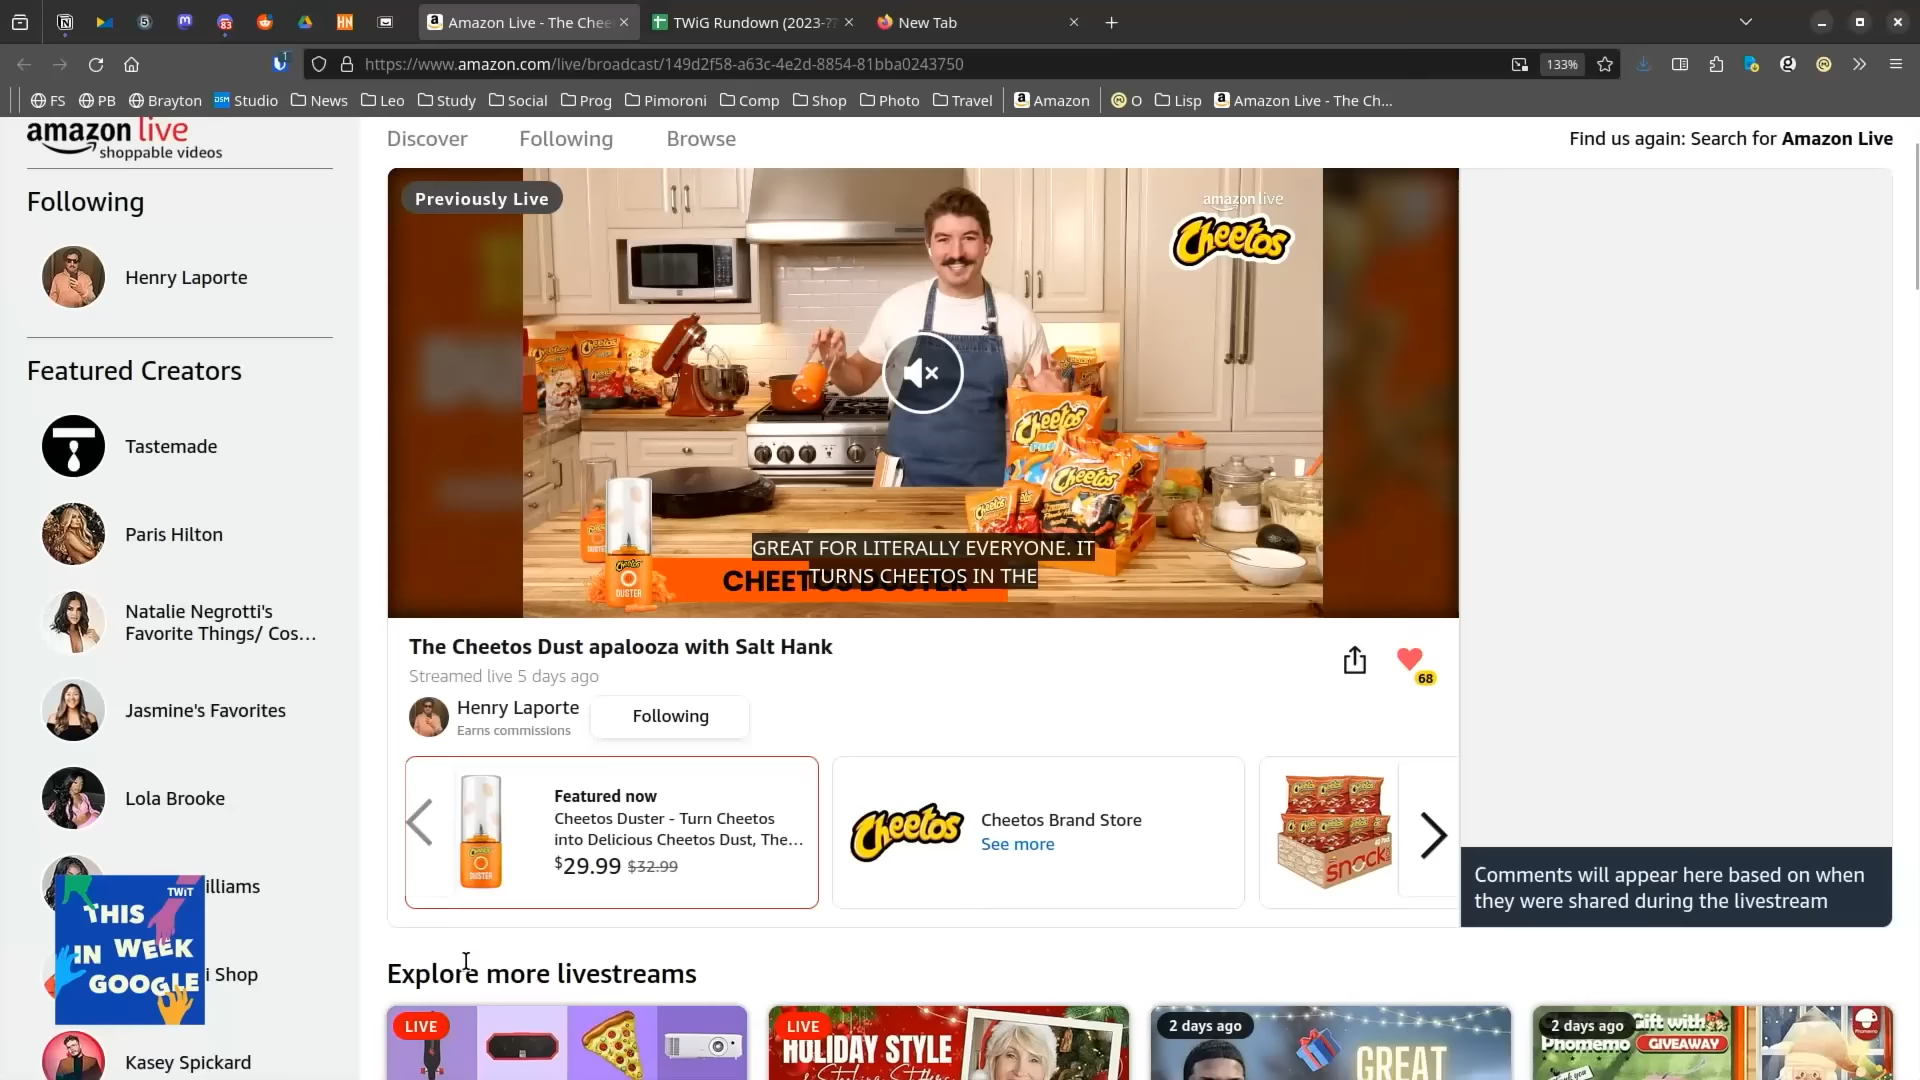 Amazon Live - The Chee
TWiG Rundown (2023-??
New Tab
https://www.amazon.com/live/broadcast/149d2f58-a63c-4e2d-8854-81bba0243750
133%
FS
PB
Brayton
Studio
News
Leo
Study
Social
Prog
Pimoroni
Comp
Shop
Photo
Travel
Amazon
O
Lisp
Amazon Live - The Ch...
amazon live
shoppable videos
Discover
Following
Browse
Find us again: Search for Amazon Live
Following
Henry Laporte
Featured Creators
Tastemade
Paris Hilton
Natalie Negrotti's
Favorite Things/ Cos...
Jasmine's Favorites
Lola Brooke
illiams
i Shop
Kasey Spickard
TWiT
THIS
IN WEEK
GOOGLE
Previously Live
amazon live
Cheetos
Cheetos
Cheetos
Cheetos
DUSTER
GREAT FOR LITERALLY EVERYONE. IT
TURNS CHEETOS IN THE
The Cheetos Dust apalooza with Salt Hank
Streamed live 5 days ago
68
Henry Laporte
Earns commissions
Following
Featured now
Cheetos Duster - Turn Cheetos
into Delicious Cheetos Dust, The...
$29.99 $32.99
Cheetos
Cheetos Brand Store
See more
snack
Comments will appear here based on when
they were shared during the livestream
Explore more livestreams
LIVE
LIVE
HOLIDAY STYLE
2 days ago
GREAT
2 days ago
Gift with
Phomemo
GIVEAWAY